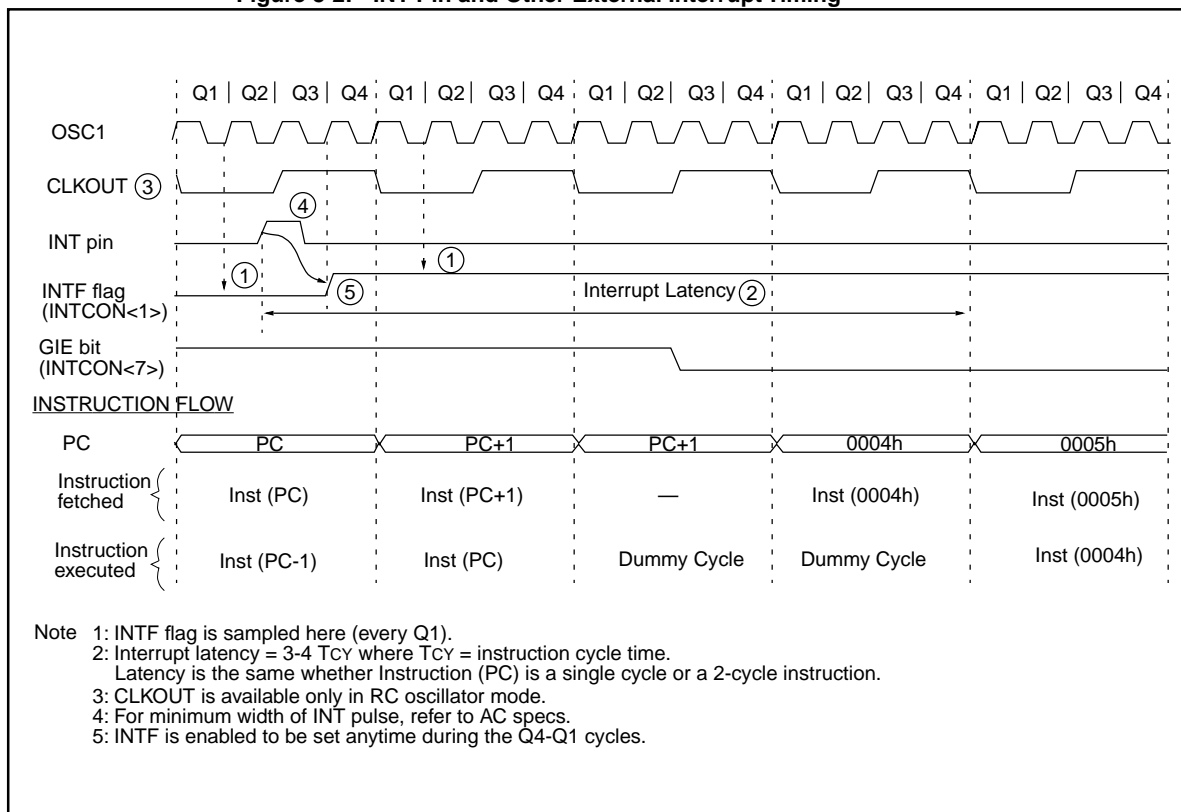 Figure 8-2: INT Pin and Other External Interrupt Timing
Q1 | Q2 | Q3 | Q4 Q1 | Q2 | Q3 | Q4 Q1 | Q2 | Q3 | Q4 Q1 | Q2 | Q3 | Q4 Q1 | Q2 | Q3 | Q4
OSC1
CLKOUT 3
4
INT pin
1
1
INTF flag
(INTCON<1>)
5
Interrupt Latency 2
GIE bit
(INTCON<7>)
INSTRUCTION FLOW
PC PC PC+1 PC+1 0004h 0005h
Instruction
fetched
Inst (PC) Inst (PC+1) — Inst (0004h) Inst (0005h)
Instruction
executed
Inst (PC-1) Inst (PC) Dummy Cycle Dummy Cycle Inst (0004h)
Note 1: INTF flag is sampled here (every Q1).
2: Interrupt latency = 3-4 TCY where TCY = instruction cycle time.
Latency is the same whether Instruction (PC) is a single cycle or a 2-cycle instruction.
3: CLKOUT is available only in RC oscillator mode.
4: For minimum width of INT pulse, refer to AC specs.
5: INTF is enabled to be set anytime during the Q4-Q1 cycles.